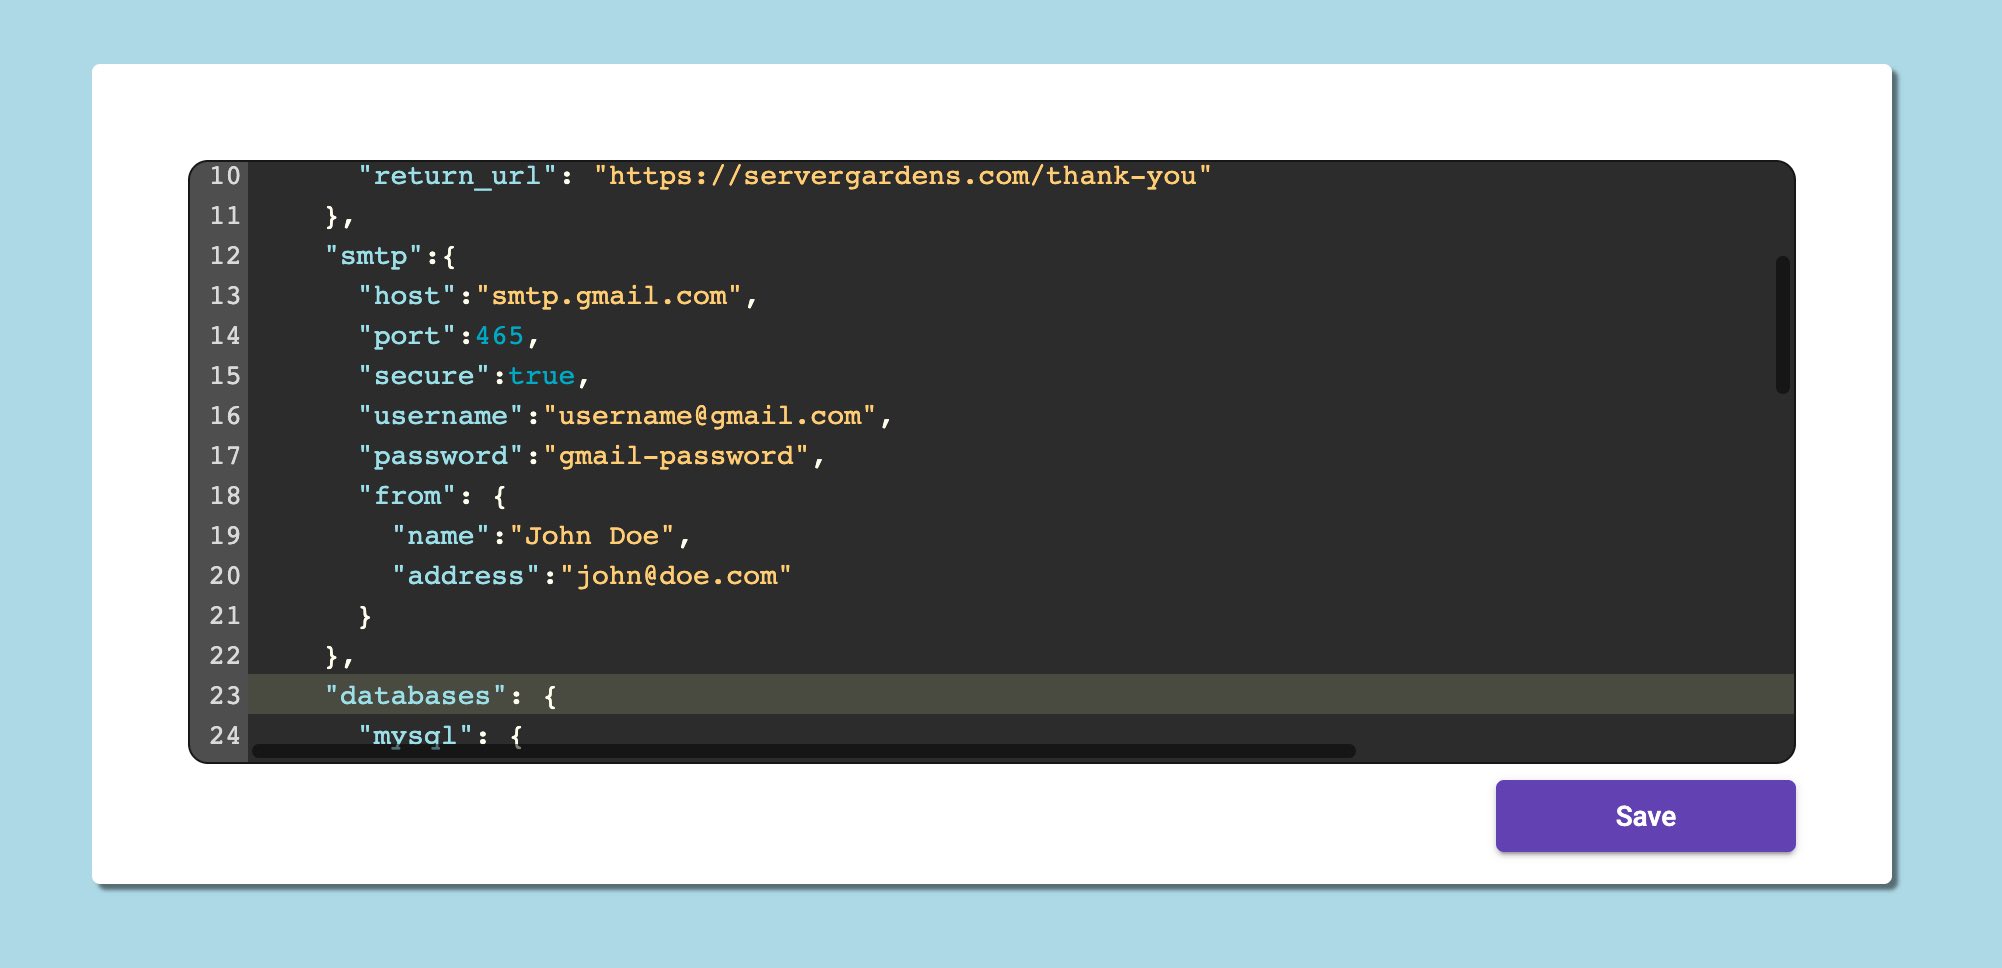 10 "return_url": "https://servergardens.com/thank-you"
11 },
12 "smtp":{
13 "host":"smtp.gmail.com",
14 "port":465,
15 "secure":true,
16 "username":"username@gmail.com",
17 "password":"gmail-password",
18 "from": {
19 "name":"John Doe",
20 "address":"john@doe.com"
21 }
22 },
23 "databases": {
24 "mysql": {
Save